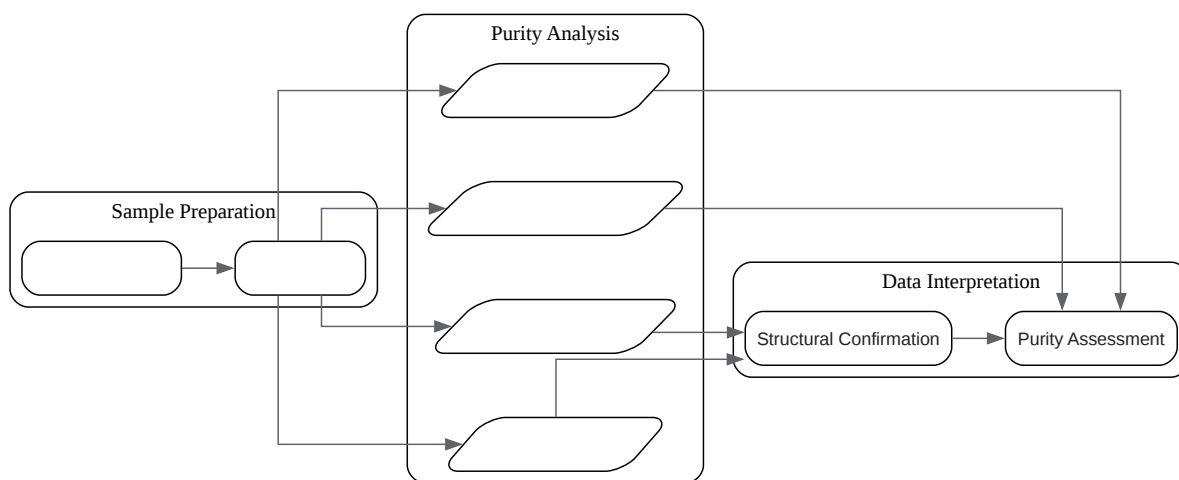 Purity Analysis
Sample Preparation
Data Interpretation
Structural Confirmation
Purity Assessment